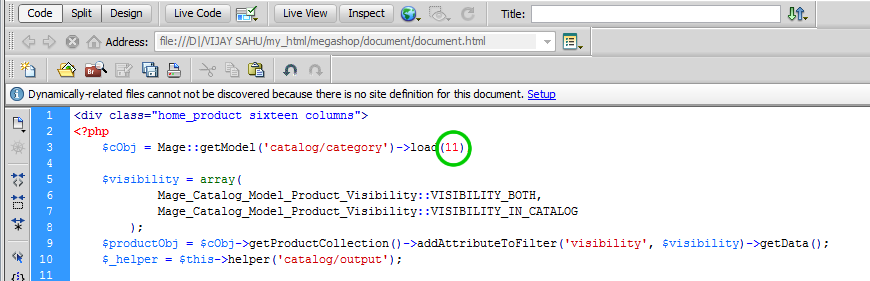 Code Split Design Live Code Live View Inspect Title:
Address: file:///D|/VIJAY SAHU/my_html/megashop/document/document.html
Br
Dynamically-related files cannot not be discovered because there is no site definition for this document. Setup
1 <div class="home_product sixteen columns">
2 <?php
3 $cObj = Mage::getModel('catalog/category')->load(11)
4
5 $visibility = array(
6 Mage_Catalog_Model_Product_Visibility::VISIBILITY_BOTH,
7 Mage_Catalog_Model_Product_Visibility::VISIBILITY_IN_CATALOG
8 );
9 $productObj = $cObj->getProductCollection()->addAttributeToFilter('visibility', $visibility)->getData();
10 $_helper = $this->helper('catalog/output');
11